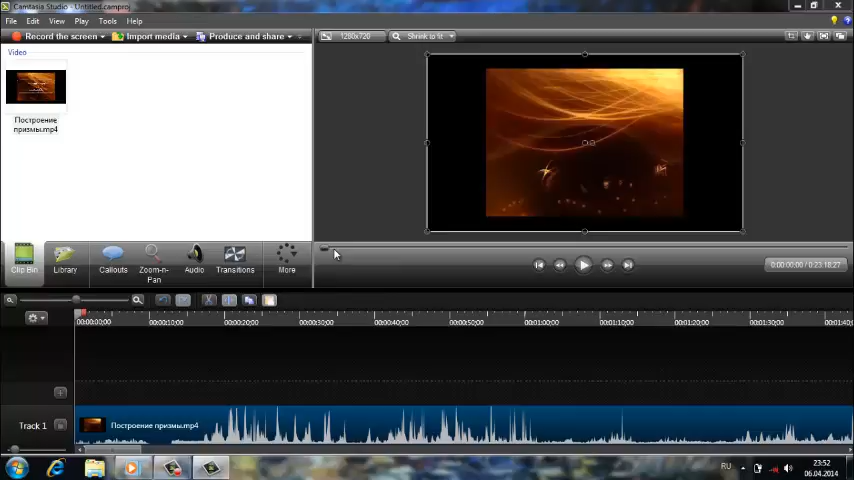 Camtasia Studio - Untitled.camproj
File Edit View Play Tools Help
Record the screen Import media Produce and share
1280x720 Shrink to fit
Video
Построение
призмы.mp4
Clip Bin Library Callouts Zoom-n-Pan Audio Transitions More
0:00:00;00 / 0:23:18;27
00:00:00;00 00:00:10;00 00:00:20;00 00:00:30;00 00:00:40;00 00:00:50;00 00:01:00;00 00:01:10;00 00:01:20;00 00:01:30;00 00:01:40;0
Track 1 Построение призмы.mp4
RU 23:52
06.04.2014